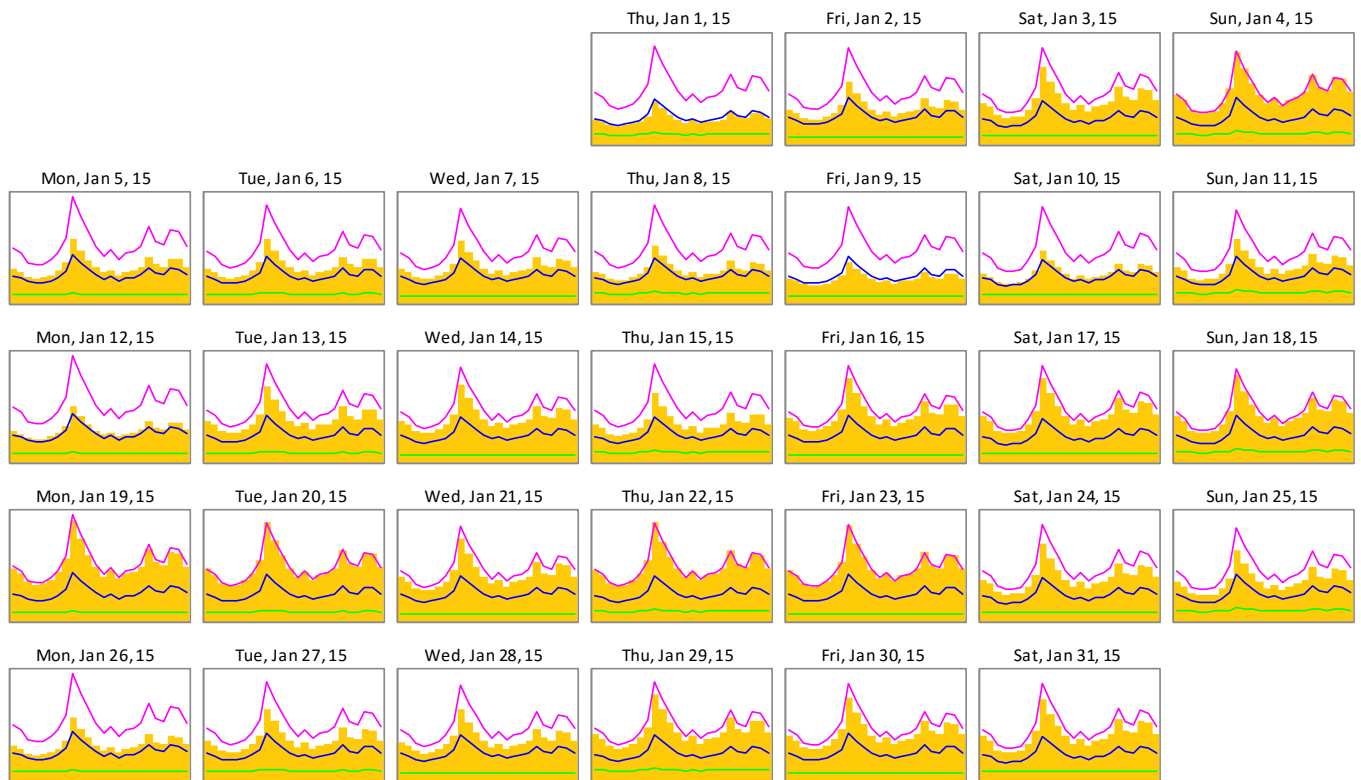 Thu, Jan 1, 15
Fri, Jan 2, 15
Sat, Jan 3, 15
Sun, Jan 4, 15
Mon, Jan 5, 15
Tue, Jan 6, 15
Wed, Jan 7, 15
Thu, Jan 8, 15
Fri, Jan 9, 15
Sat, Jan 10, 15
Sun, Jan 11, 15
Mon, Jan 12, 15
Tue, Jan 13, 15
Wed, Jan 14, 15
Thu, Jan 15, 15
Fri, Jan 16, 15
Sat, Jan 17, 15
Sun, Jan 18, 15
Mon, Jan 19, 15
Tue, Jan 20, 15
Wed, Jan 21, 15
Thu, Jan 22, 15
Fri, Jan 23, 15
Sat, Jan 24, 15
Sun, Jan 25, 15
Mon, Jan 26, 15
Tue, Jan 27, 15
Wed, Jan 28, 15
Thu, Jan 29, 15
Fri, Jan 30, 15
Sat, Jan 31, 15